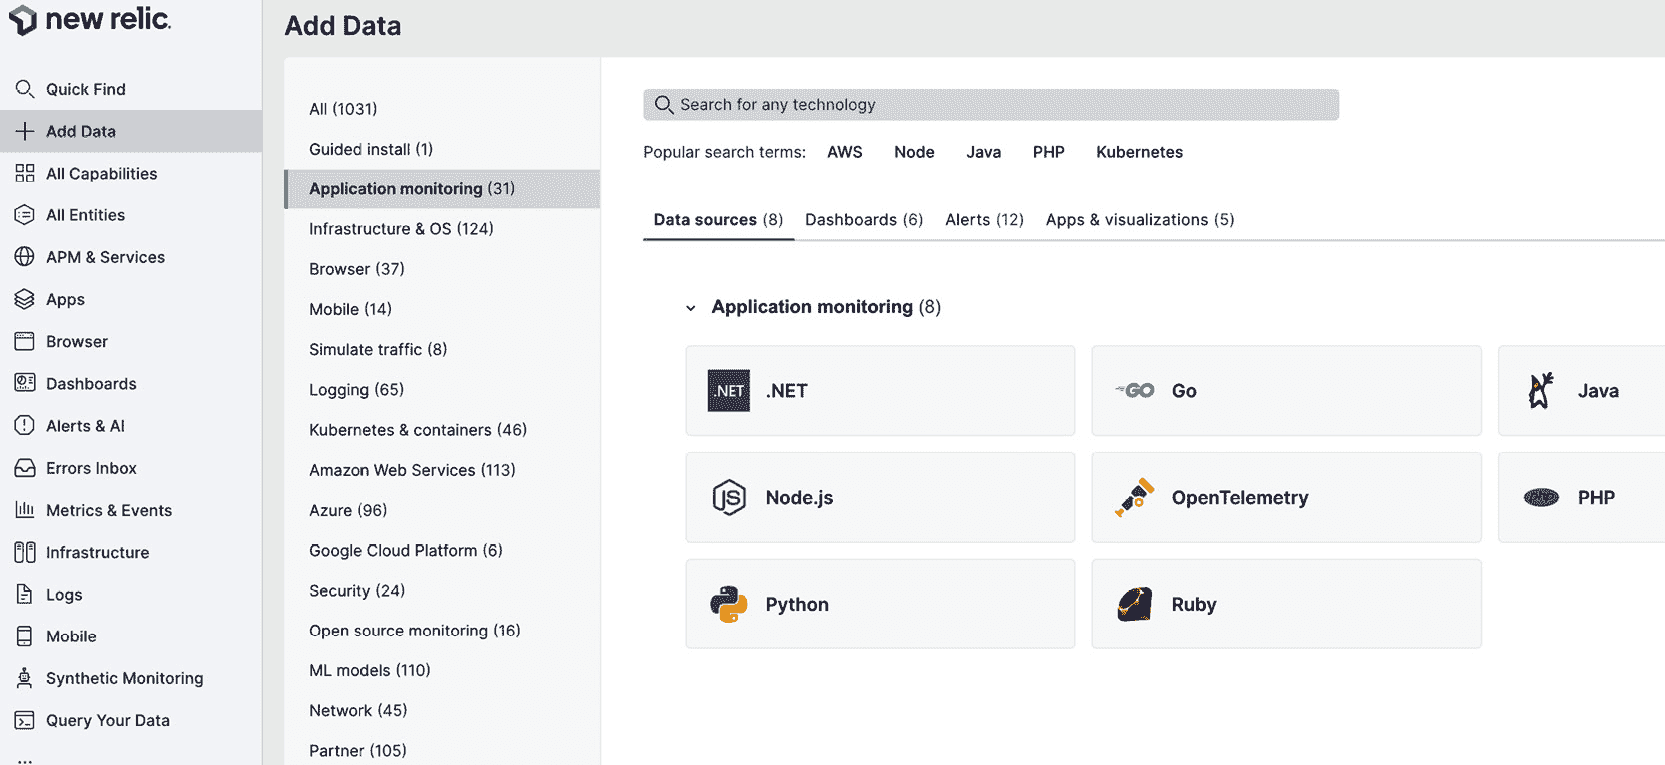 new relic.
Quick Find
Add Data
All Capabilities
All Entities
APM & Services
Apps
Browser
Dashboards
Alerts & AI
Errors Inbox
Metrics & Events
Infrastructure
Logs
Mobile
Synthetic Monitoring
Query Your Data
...
Add Data
All (1031)
Guided install (1)
Application monitoring (31)
Infrastructure & OS (124)
Browser (37)
Mobile (14)
Simulate traffic (8)
Logging (65)
Kubernetes & containers (46)
Amazon Web Services (113)
Azure (96)
Google Cloud Platform (6)
Security (24)
Open source monitoring (16)
ML models (110)
Network (45)
Partner (105)
Search for any technology
Popular search terms: AWS Node Java PHP Kubernetes
Data sources (8) Dashboards (6) Alerts (12) Apps & visualizations (5)
Application monitoring (8)
.NET .NET
GO Go
Java
JS Node.js
OpenTelemetry
PHP
Python
Ruby